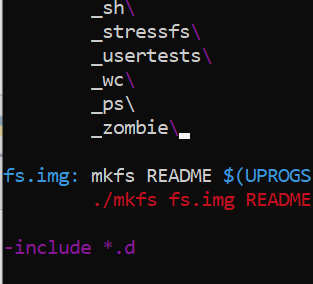 _sh\
_stressfs\
_usertests\
_wc\
_ps\
_zombie\
fs.img: mkfs README $(UPROGS
./mkfs fs.img README
-include *.d